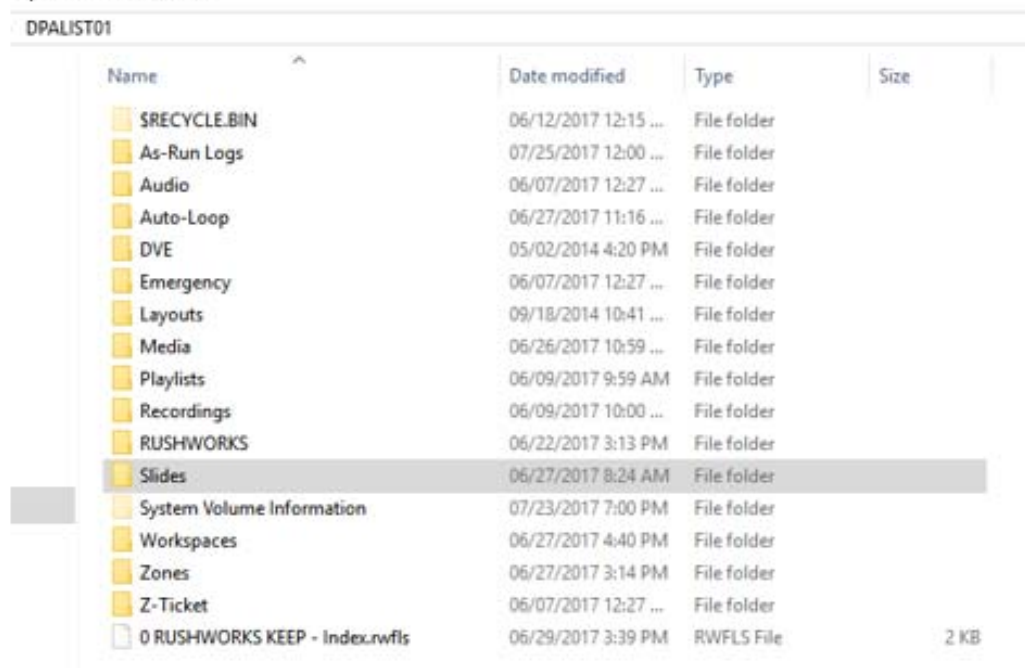 DPALIST01
Name Date modified Type Size
$RECYCLE.BIN 06/12/2017 12:15 ... File folder
As-Run Logs 07/25/2017 12:00 ... File folder
Audio 06/07/2017 12:27 ... File folder
Auto-Loop 06/27/2017 11:16 ... File folder
DVE 05/02/2014 4:20 PM File folder
Emergency 06/07/2017 12:27 ... File folder
Layouts 09/18/2014 10:41 ... File folder
Media 06/26/2017 10:59 ... File folder
Playlists 06/09/2017 9:59 AM File folder
Recordings 06/09/2017 10:00 ... File folder
RUSHWORKS 06/22/2017 3:13 PM File folder
Slides 06/27/2017 8:24 AM File folder
System Volume Information 07/23/2017 7:00 PM File folder
Workspaces 06/27/2017 4:40 PM File folder
Zones 06/27/2017 3:14 PM File folder
Z-Ticket 06/07/2017 12:27 ... File folder
0 RUSHWORKS KEEP - Index.rwfls 06/29/2017 3:39 PM RWFLS File 2 KB